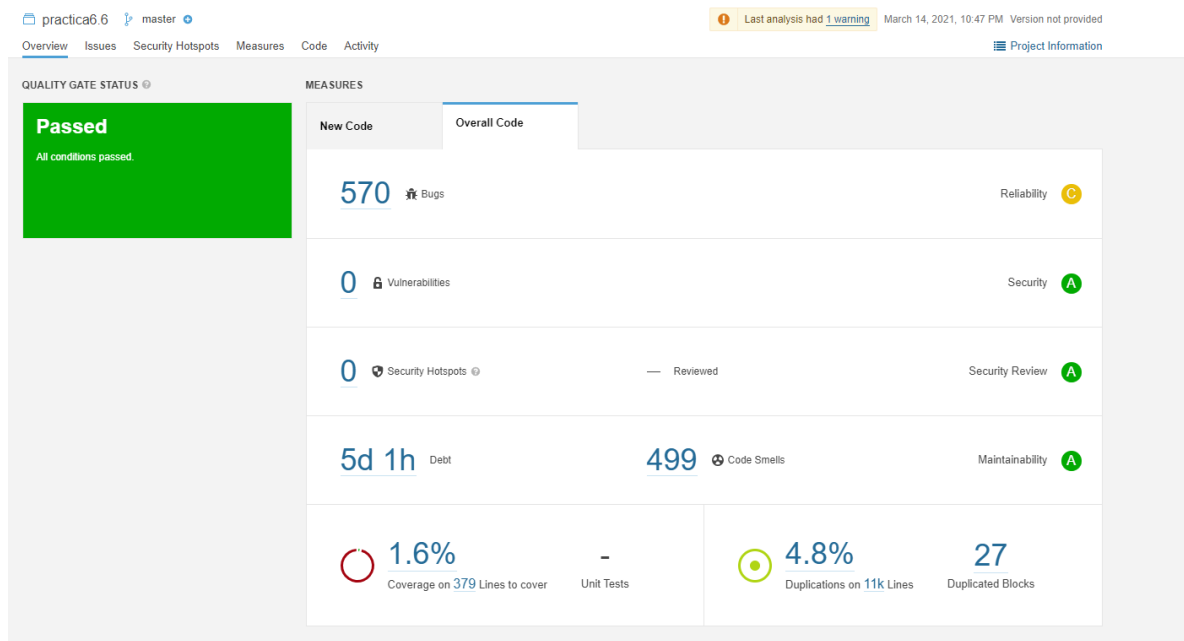 practica6.6 master
Last analysis had 1 warning March 14, 2021, 10:47 PM Version not provided
Overview Issues Security Hotspots Measures Code Activity
Project Information
QUALITY GATE STATUS
Passed
All conditions passed.
MEASURES
New Code
Overall Code
570 Bugs
Reliability C
0 Vulnerabilities
Security A
0 Security Hotspots
— Reviewed
Security Review A
5d 1h Debt
499 Code Smells
Maintainability A
1.6%
Coverage on 379 Lines to cover
-
Unit Tests
4.8%
Duplications on 11k Lines
27
Duplicated Blocks